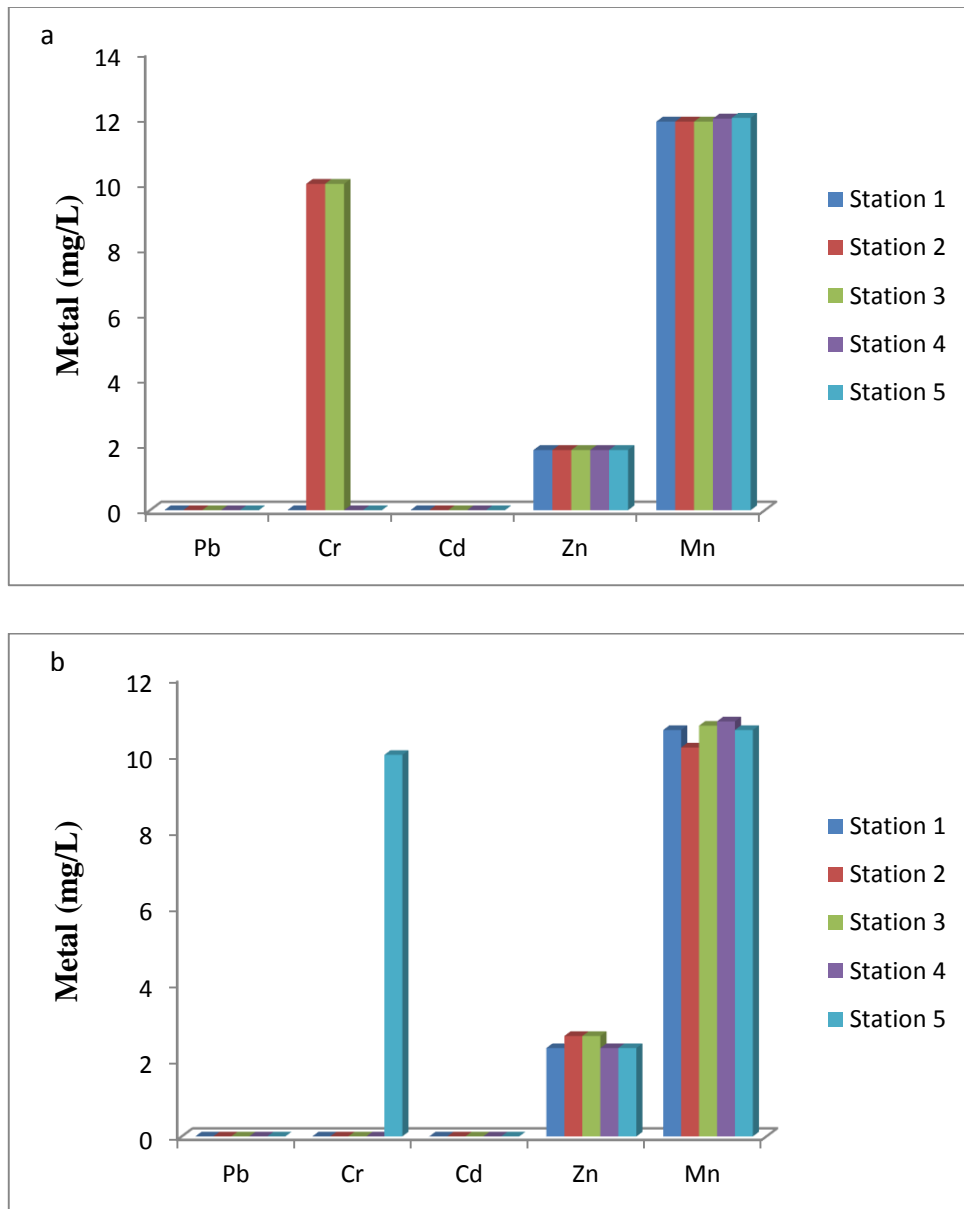 a
14
12
10
8
6
4
2
0
Metal (mg/L)
Pb Cr Cd Zn Mn
Station 1
Station 2
Station 3
Station 4
Station 5
b
12
10
8
6
4
2
0
Metal (mg/L)
Pb Cr Cd Zn Mn
Station 1
Station 2
Station 3
Station 4
Station 5